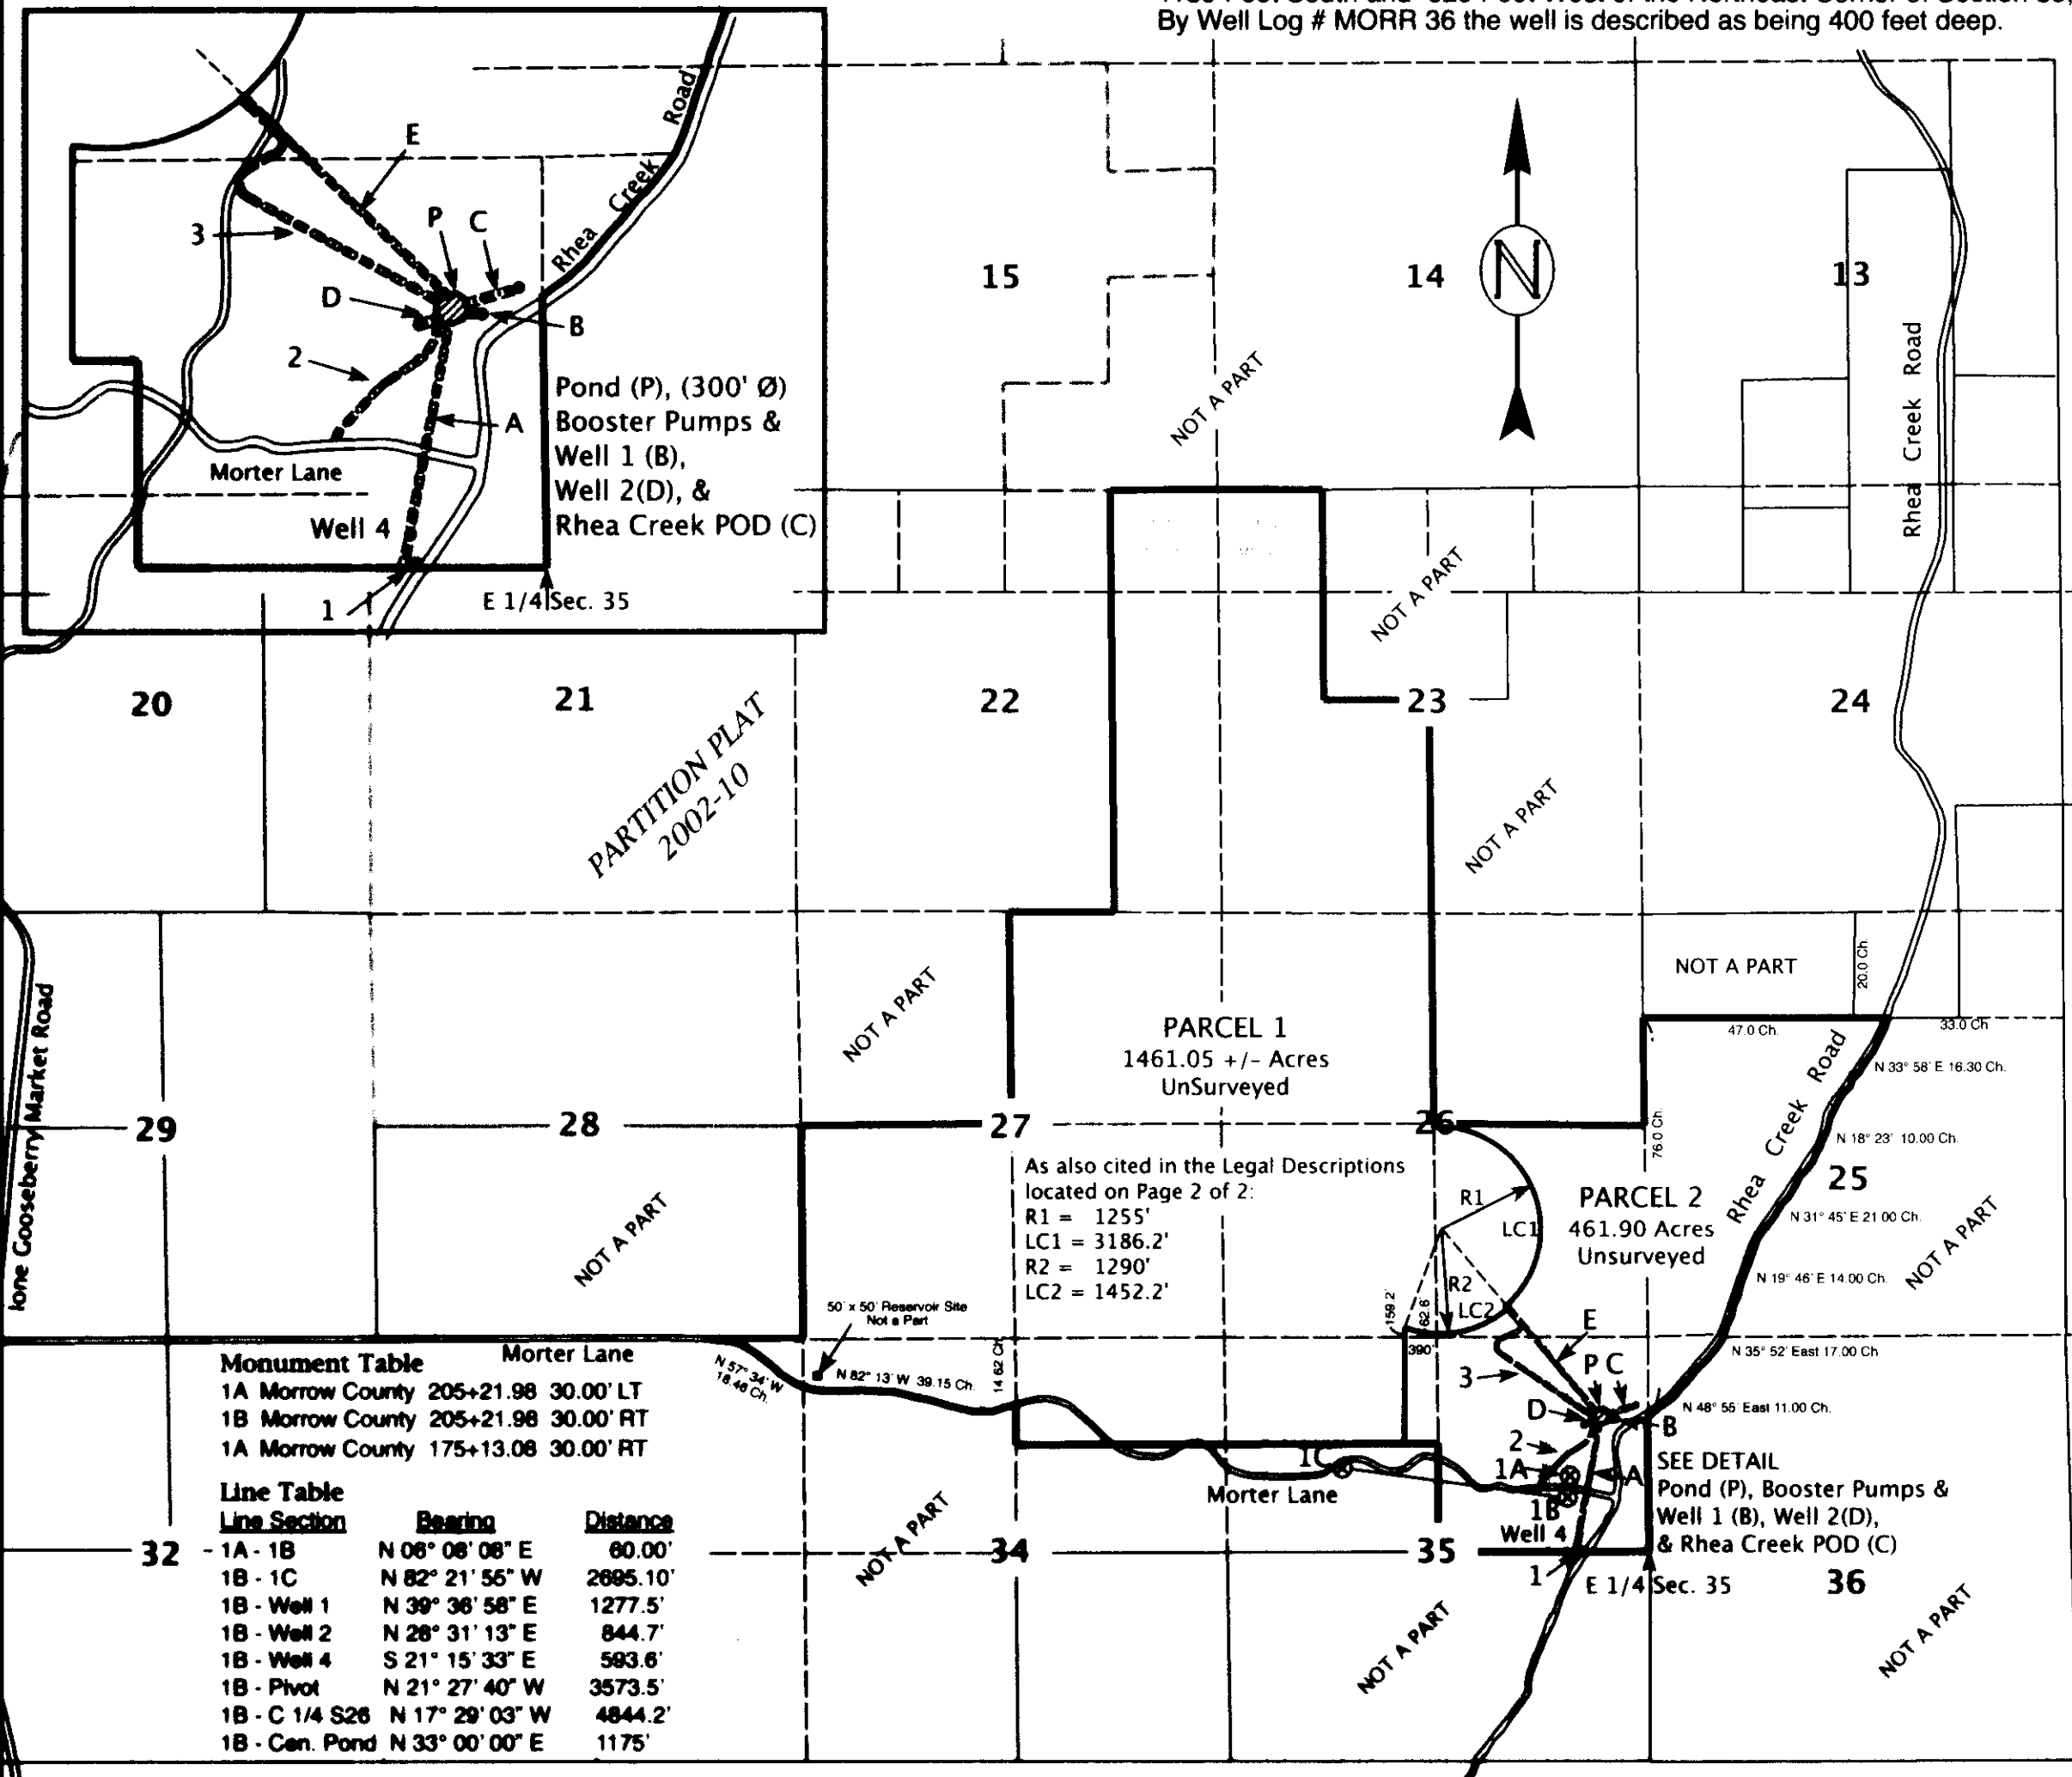 By Well Log # MORR 36 the well is described as being 400 feet deep.
E
P
C
3
D
B
2
A
Road
Creek
Rhea
Pond (P), (300' Ø)
Booster Pumps &
Well 1 (B),
Well 2(D), &
Rhea Creek POD (C)
Morter Lane
Well 4
1
E 1/4 Sec. 35
15
14
N
13
Rhea Creek Road
NOT A PART
NOT A PART
20
21
22
23
24
PARTITION PLAT
2002-10
NOT A PART
NOT A PART
NOT A PART
20.0 Ch.
47.0 Ch.
33.0 Ch
Ione Gooseberry Market Road
29
28
27
26
25
PARCEL 1
1461.05 +/- Acres
UnSurveyed
As also cited in the Legal Descriptions
located on Page 2 of 2:
R1 = 1255'
LC1 = 3186.2'
R2 = 1290'
LC2 = 1452.2'
R1
LC1
R2
LC2
PARCEL 2
461.90 Acres
Unsurveyed
76.0 Ch.
Rhea Creek Road
N 33° 58' E 16.30 Ch.
N 18° 23' 10.00 Ch.
N 31° 45' E 21.00 Ch.
N 19° 46' E 14.00 Ch.
N 35° 52' East 17.00 Ch
N 48° 55' East 11.00 Ch.
NOT A PART
NOT A PART
50' x 50' Reservoir Site
Not a Part
159.2'
62.6'
390'
14.62 Ch.
N 57° 34' W
18.46 Ch.
N 82° 13' W 39.15 Ch.
Morter Lane
Monument Table
1A Morrow County 205+21.98 30.00' LT
1B Morrow County 205+21.98 30.00' RT
1A Morrow County 175+13.08 30.00' RT
Line Table
Line Section Bearing Distance
1A - 1B N 06° 08' 08" E 60.00'
1B - 1C N 82° 21' 55" W 2695.10'
1B - Well 1 N 39° 36' 58" E 1277.5'
1B - Well 2 N 28° 31' 13" E 844.7'
1B - Well 4 S 21° 15' 33" E 593.6'
1B - Pivot N 21° 27' 40" W 3573.5'
1B - C 1/4 S26 N 17° 29' 03" W 4844.2'
1B - Cen. Pond N 33° 00' 00" E 1175'
E
P C
3
D
B
2
1A
A
1B
1C
Morter Lane
Well 4
1
E 1/4 Sec. 35
SEE DETAIL
Pond (P), Booster Pumps &
Well 1 (B), Well 2(D),
& Rhea Creek POD (C)
32
34
35
36
NOT A PART
NOT A PART
NOT A PART